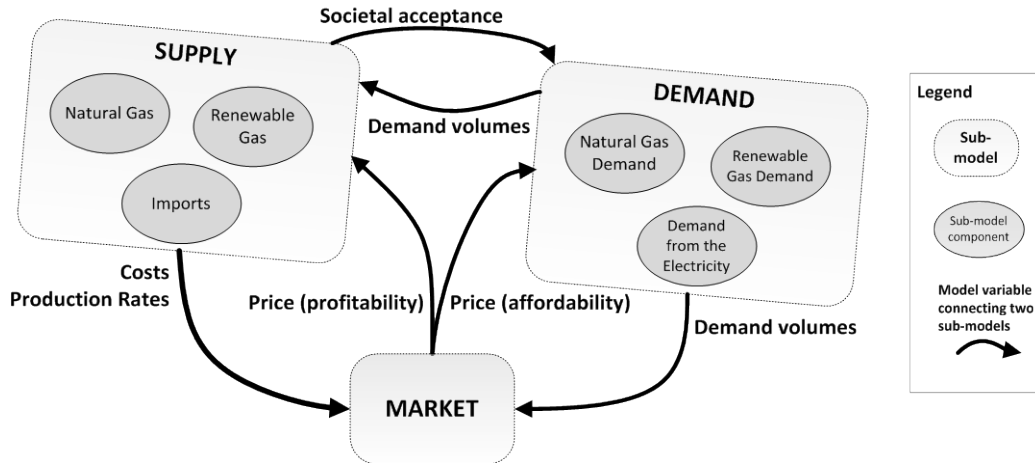 Societal acceptance
SUPPLY
Natural Gas
Renewable
Gas
Imports
Demand volumes
DEMAND
Natural Gas
Demand
Renewable
Gas Demand
Demand
from the
Electricity
Costs
Production Rates
Price (profitability)
Price (affordability)
Demand volumes
MARKET
Legend
Sub-
model
Sub-model
component
Model variable
connecting two
sub-models